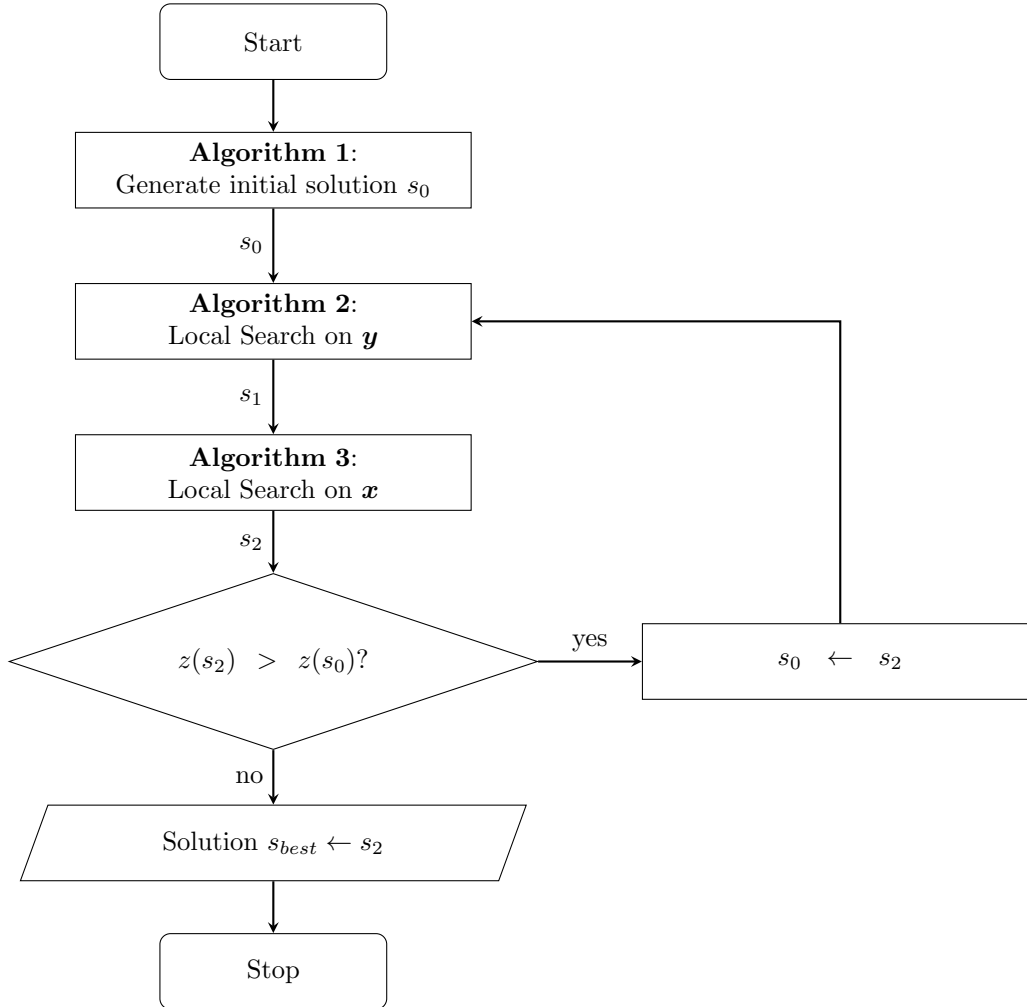 Start
Algorithm 1:
Generate initial solution s₀
s₀
Algorithm 2:
Local Search on y
s₁
Algorithm 3:
Local Search on x
s₂
z(s₂) > z(s₀)?
yes
s₀ ← s₂
no
Solution s_best ← s₂
Stop